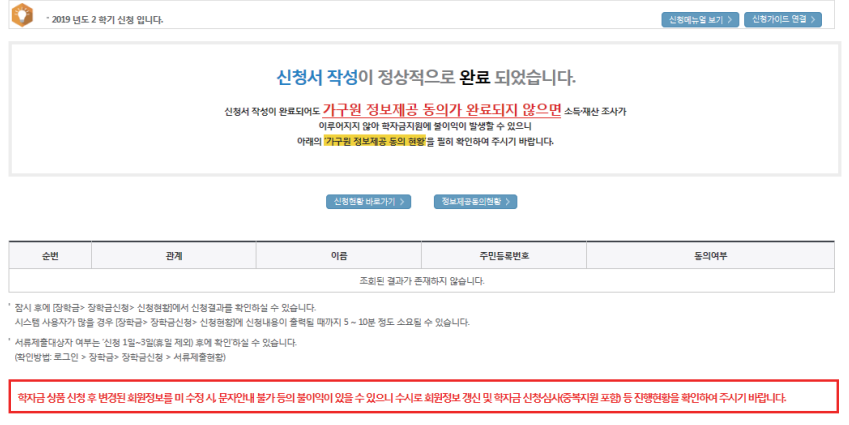 · 2019 년도 2 학기 신청 입니다.
신청메뉴얼 보기 >
신청가이드 연결 >
신청서 작성이 정상적으로 완료 되었습니다.
신청서 작성이 완료되어도 가구원 정보제공 동의가 완료되지 않으면 소득·재산 조사가
이루어지지 않아 학자금지원에 불이익이 발생할 수 있으니
아래의 '가구원 정보제공 동의 현황'을 필히 확인하여 주시기 바랍니다.
신청현황 바로가기 >
정보제공동의현황 >
순번 관계 이름 주민등록번호 동의여부
조회된 결과가 존재하지 않습니다.
* 잠시 후에 [장학금> 장학금신청> 신청현황]에서 신청결과를 확인하실 수 있습니다.
시스템 사용자가 많을 경우 [장학금> 장학금신청> 신청현황]에 신청내용이 출력될 때까지 5 ~ 10분 정도 소요될 수 있습니다.
* 서류제출대상자 여부는 '신청 1일~3일(휴일 제외) 후에 확인'하실 수 있습니다.
(확인방법: 로그인 > 장학금> 장학금신청 > 서류제출현황)
학자금 상품 신청 후 변경된 회원정보를 미 수정 시, 문자안내 불가 등의 불이익이 있을 수 있으니 수시로 회원정보 갱신 및 학자금 신청심사(중복지원 포함) 등 진행현황을 확인하여 주시기 바랍니다.